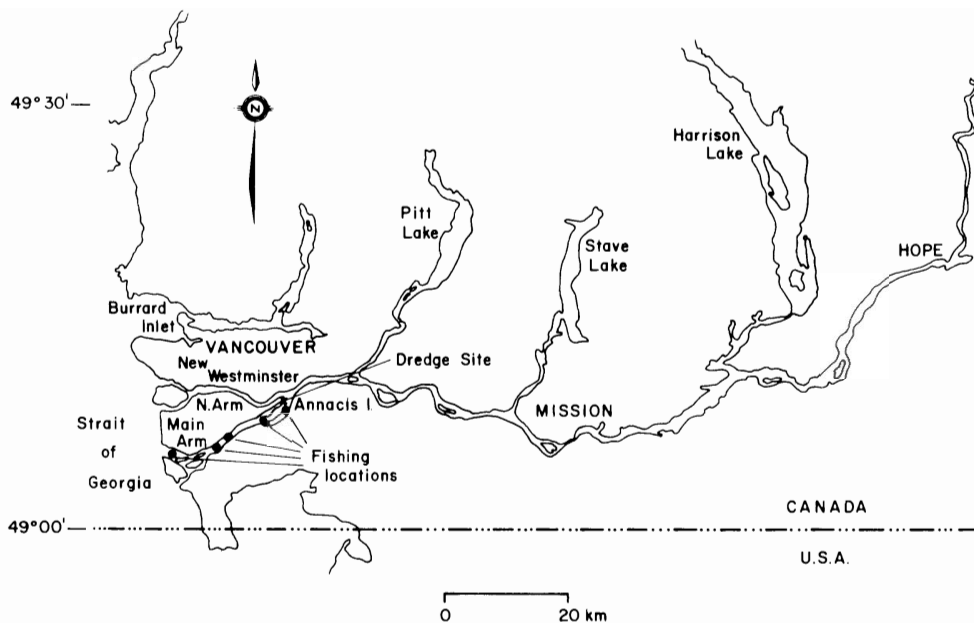 49° 30'
N
Harrison
Lake
Pitt
Lake
Stave
Lake
HOPE
Burrard
Inlet
VANCOUVER
New
Westminster
Dredge Site
N. Arm
Annacis I.
MISSION
Strait
of
Georgia
Main
Arm
Fishing
locations
49° 00'
CANADA
U.S.A.
0 20 km